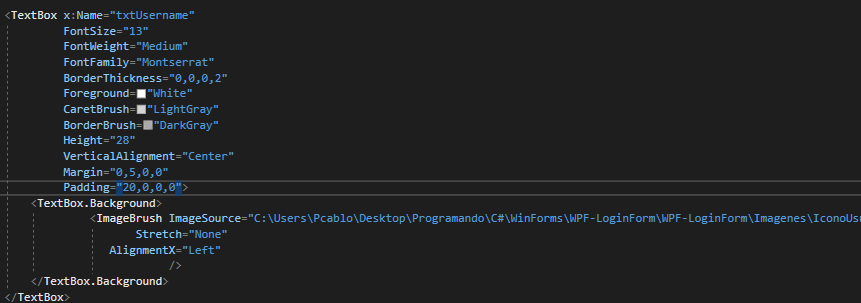 <TextBox x:Name="txtUsername"
FontSize="13"
FontWeight="Medium"
FontFamily="Montserrat"
BorderThickness="0,0,0,2"
Foreground="White"
CaretBrush="LightGray"
BorderBrush="DarkGray"
Height="28"
VerticalAlignment="Center"
Margin="0,5,0,0"
Padding="20,0,0,0">
<TextBox.Background>
<ImageBrush ImageSource="C:\Users\Pcablo\Desktop\Programando\C#\WinForms\WPF-LoginForm\WPF-LoginForm\Imagenes\IconoUsu
Stretch="None"
AlignmentX="Left"
/>
</TextBox.Background>
</TextBox>